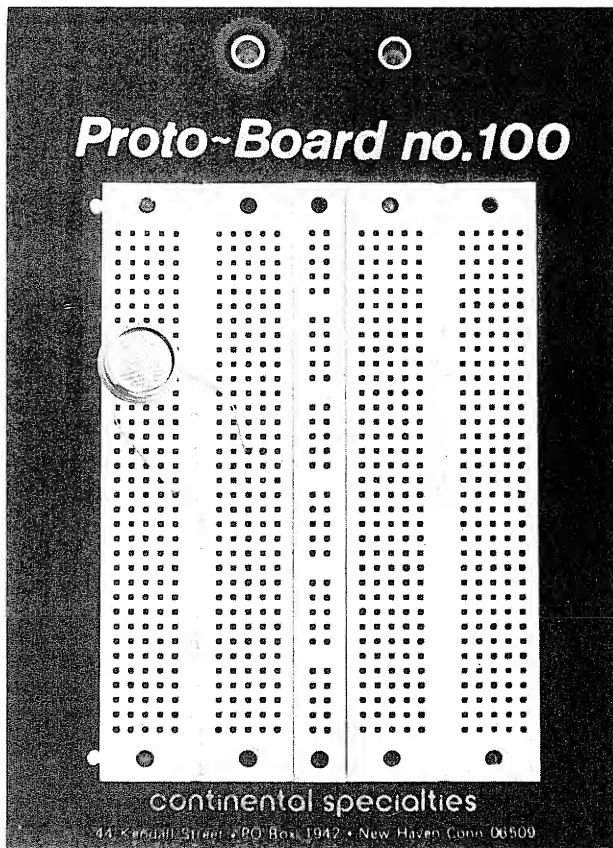 Proto~Board no.100
continental specialties
44 Kendall Street • PO Box 1942 • New Haven Conn 06509